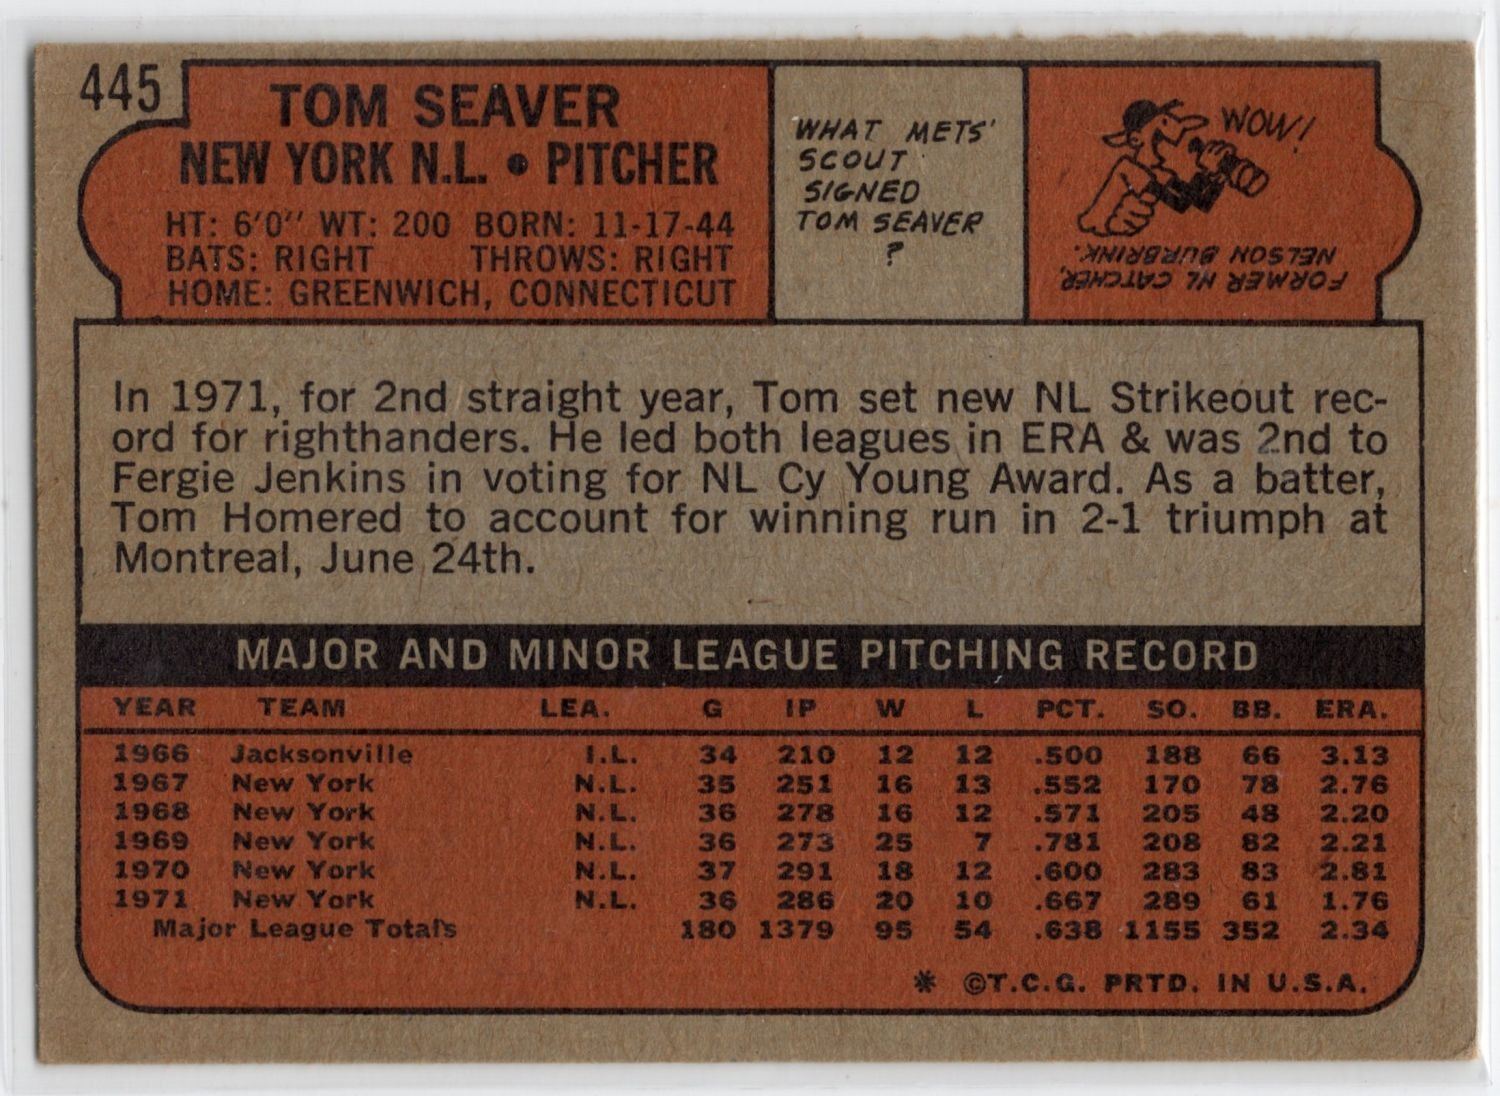 445
TOM SEAVER
NEW YORK N.L. • PITCHER
HT: 6'0" WT: 200 BORN: 11-17-44
BATS: RIGHT THROWS: RIGHT
HOME: GREENWICH, CONNECTICUT
WHAT METS'
SCOUT
SIGNED
TOM SEAVER
?
WOW!
FORMER NL CATCHER,
NELSON BURBRINK.
In 1971, for 2nd straight year, Tom set new NL Strikeout rec-
ord for righthanders. He led both leagues in ERA & was 2nd to
Fergie Jenkins in voting for NL Cy Young Award. As a batter,
Tom Homered to account for winning run in 2-1 triumph at
Montreal, June 24th.
MAJOR AND MINOR LEAGUE PITCHING RECORD
YEAR TEAM LEA. G IP W L PCT. SO. BB. ERA.
1966 Jacksonville I.L. 34 210 12 12 .500 188 66 3.13
1967 New York N.L. 35 251 16 13 .552 170 78 2.76
1968 New York N.L. 36 278 16 12 .571 205 48 2.20
1969 New York N.L. 36 273 25 7 .781 208 82 2.21
1970 New York N.L. 37 291 18 12 .600 283 83 2.81
1971 New York N.L. 36 286 20 10 .667 289 61 1.76
Major League Totals 180 1379 95 54 .638 1155 352 2.34
* ©T.C.G. PRTD. IN U.S.A.